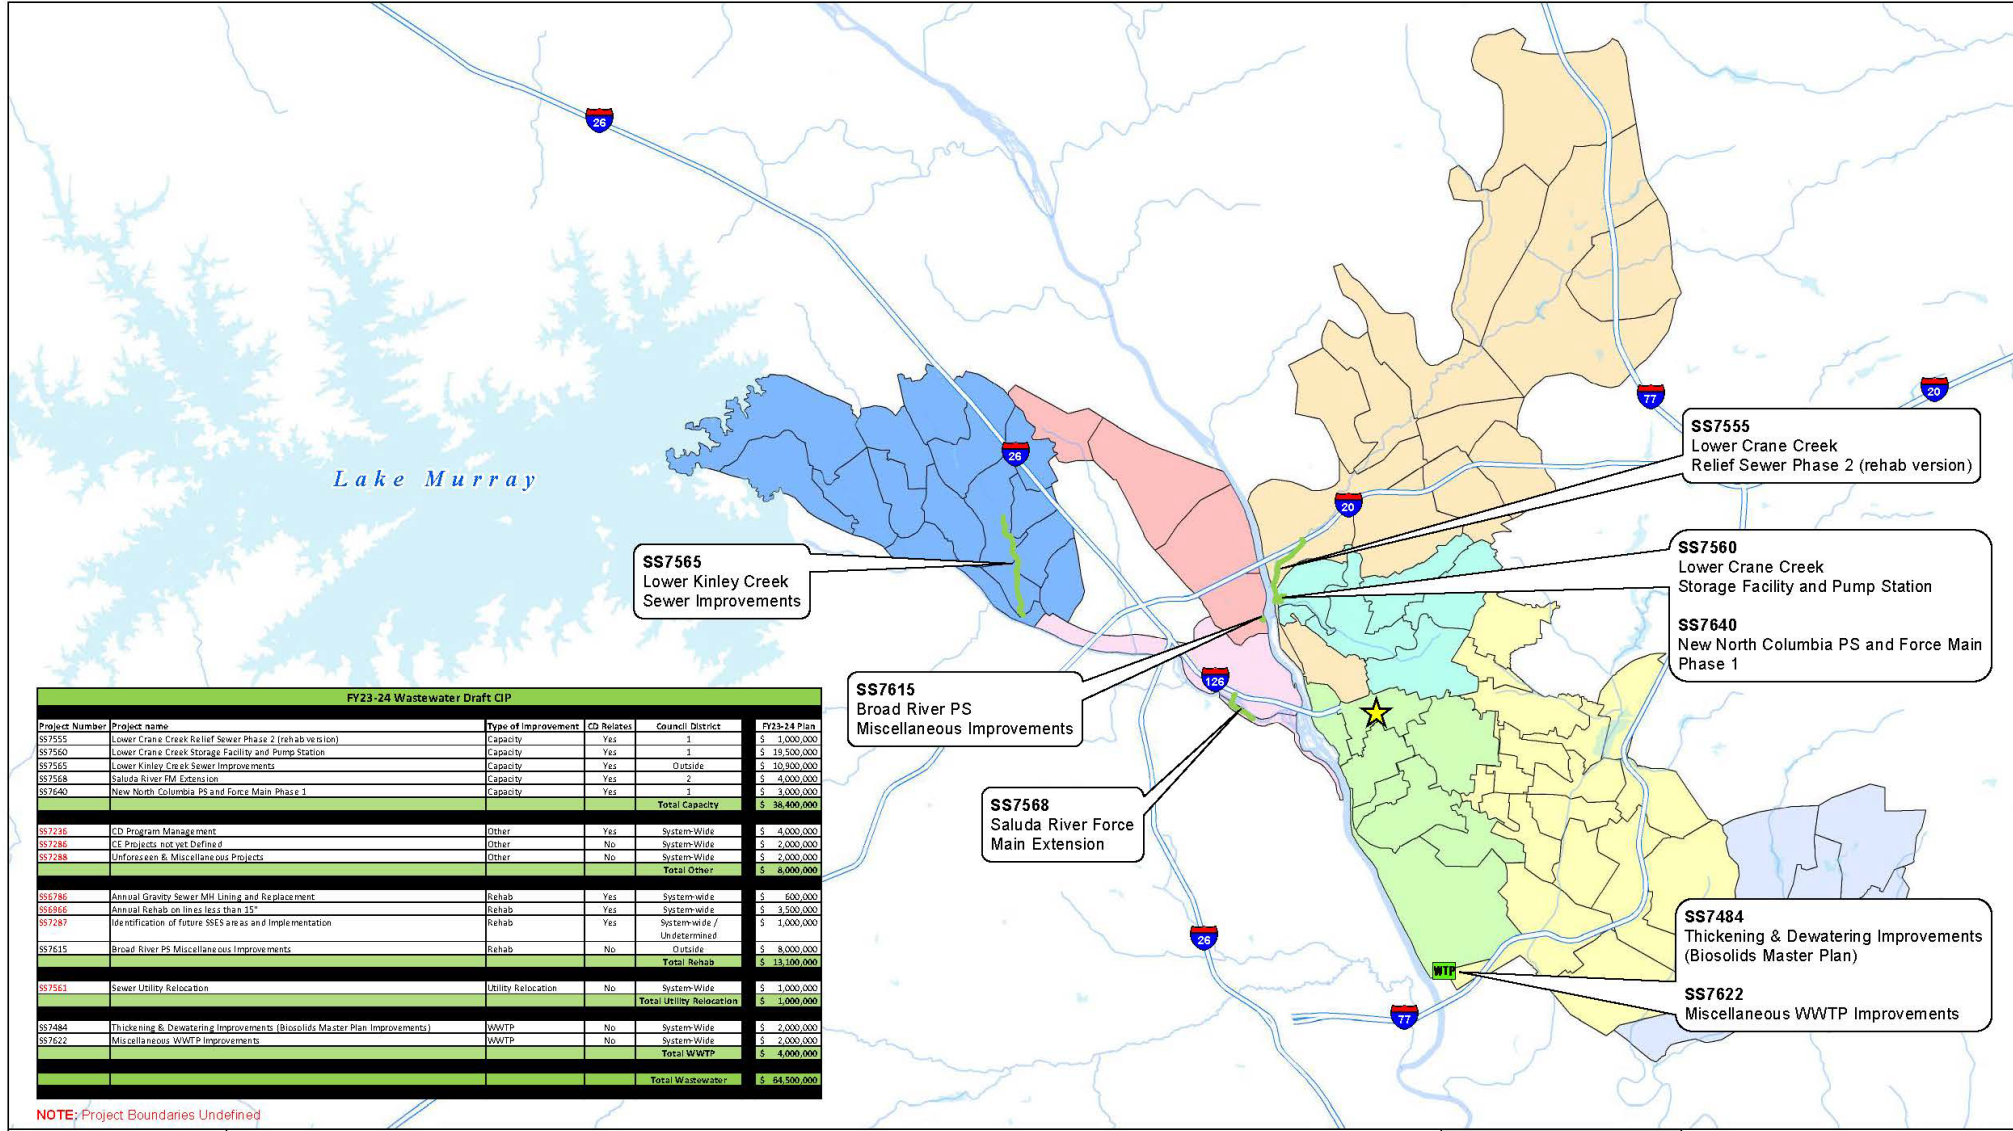 26
77
20
SS7555
Lower Crane Creek
Relief Sewer Phase 2 (rehab version)
26
Lake Murray
20
SS7560
Lower Crane Creek
Storage Facility and Pump Station
SS7640
New North Columbia PS and Force Main
Phase 1
SS7565
Lower Kinley Creek
Sewer Improvements
126
SS7615
Broad River PS
Miscellaneous Improvements
SS7568
Saluda River Force
Main Extension
SS7484
Thickening & Dewatering Improvements
(Biosolids Master Plan)
SS7622
Miscellaneous WWTP Improvements
26
WTP
77
FY23-24 Wastewater Draft CIP
Project Number Project name Type of Improvement CD Relates Council District FY23-24 Plan
SS7555 Lower Crane Creek Relief Sewer Phase 2 (rehab version) Capacity Yes 1 $ 1,000,000
SS7560 Lower Crane Creek Storage Facility and Pump Station Capacity Yes 1 $ 19,500,000
SS7565 Lower Kinley Creek Sewer Improvements Capacity Yes Outside $ 10,900,000
SS7568 Saluda River FM Extension Capacity Yes 2 $ 4,000,000
SS7640 New North Columbia PS and Force Main Phase 1 Capacity Yes 1 $ 3,000,000
Total Capacity $ 38,400,000
SS7236 CD Program Management Other Yes System-Wide $ 4,000,000
SS7286 CE Projects not yet Defined Other No System-Wide $ 2,000,000
SS7288 Unforeseen & Miscellaneous Projects Other No System-Wide $ 2,000,000
Total Other $ 8,000,000
SS6786 Annual Gravity Sewer MH Lining and Replacement Rehab Yes System-wide $ 600,000
SS6966 Annual Rehab on lines less than 15" Rehab Yes System-wide $ 3,500,000
SS7287 Identification of future SSES areas and Implementation Rehab Yes System-wide / $ 1,000,000
Undetermined
SS7615 Broad River PS Miscellaneous Improvements Rehab No Outside $ 8,000,000
Total Rehab $ 13,100,000
SS7561 Sewer Utility Relocation Utility Relocation No System-Wide $ 1,000,000
Total Utility Relocation $ 1,000,000
SS7484 Thickening & Dewatering Improvements (Biosolids Master Plan Improvements) WWTP No System-Wide $ 2,000,000
SS7622 Miscellaneous WWTP Improvements WWTP No System-Wide $ 2,000,000
Total WWTP $ 4,000,000
Total Wastewater $ 64,500,000
NOTE: Project Boundaries Undefined